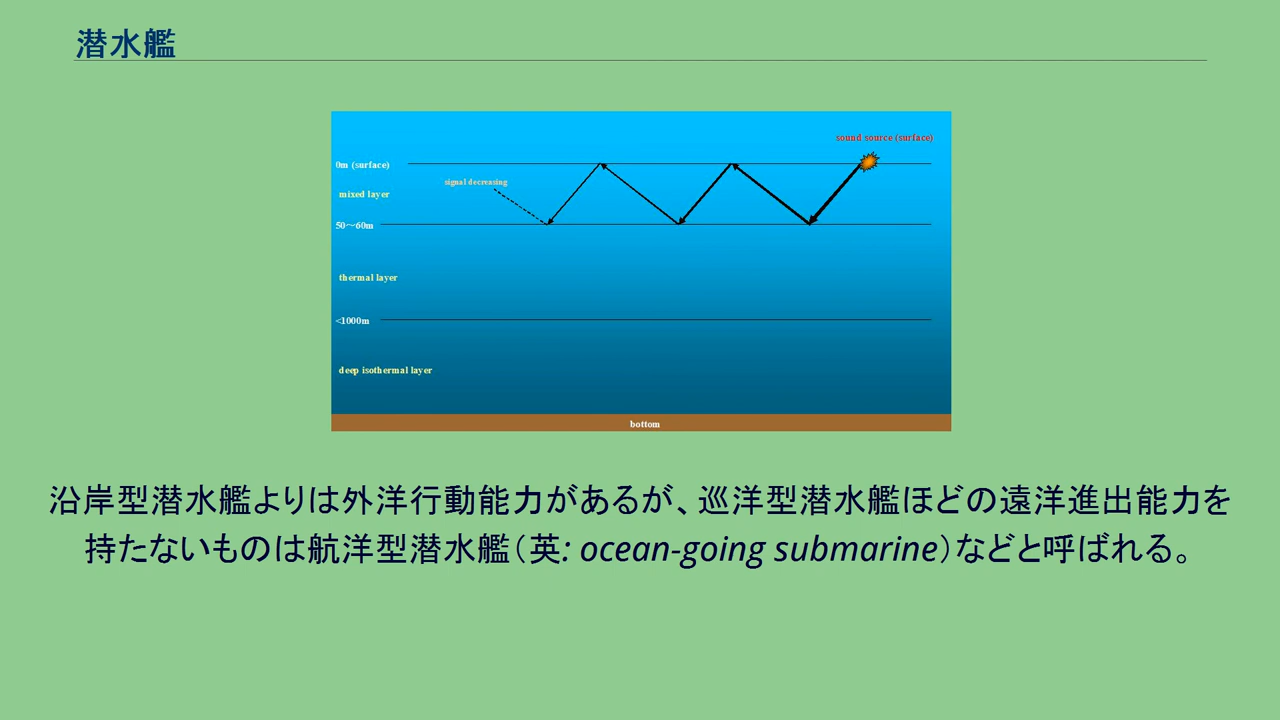 潜水艦
sound source (surface)
0m (surface)
signal decreasing
mixed layer
50〜60m
thermal layer
<1000m
deep isothermal layer
bottom
沿岸型潜水艦よりは外洋行動能力があるが、巡洋型潜水艦ほどの遠洋進出能力を
持たないものは航洋型潜水艦（英: ocean-going submarine）などと呼ばれる。